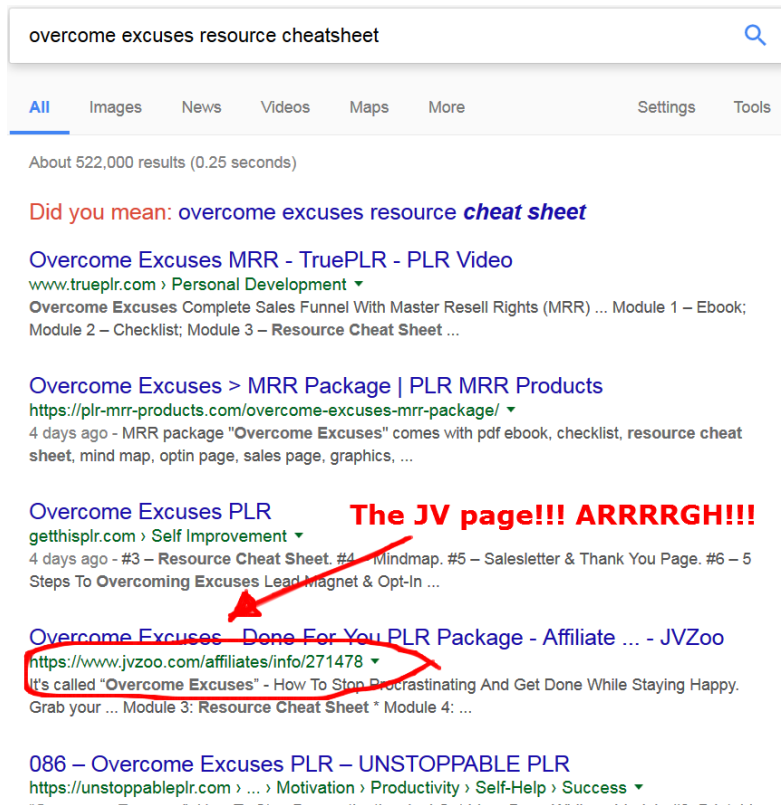 overcome excuses resource cheatsheet
All Images News Videos Maps More Settings Tools
About 522,000 results (0.25 seconds)
Did you mean: overcome excuses resource cheat sheet
Overcome Excuses MRR - TruePLR - PLR Video
www.trueplr.com › Personal Development
Overcome Excuses Complete Sales Funnel With Master Resell Rights (MRR) ... Module 1 – Ebook;
Module 2 – Checklist; Module 3 – Resource Cheat Sheet ...
Overcome Excuses > MRR Package | PLR MRR Products
https://plr-mrr-products.com/overcome-excuses-mrr-package/
4 days ago - MRR package "Overcome Excuses" comes with pdf ebook, checklist, resource cheat
sheet, mind map, optin page, sales page, graphics, ...
Overcome Excuses PLR
The JV page!!! ARRRRGH!!!
getthisplr.com › Self Improvement
4 days ago - #3 – Resource Cheat Sheet. #4 – Mindmap. #5 – Salesletter & Thank You Page. #6 – 5
Steps To Overcoming Excuses Lead Magnet & Opt-In ...
Overcome Excuses - Done For You PLR Package - Affiliate ... - JVZoo
https://www.jvzoo.com/affiliates/info/271478
It's called “Overcome Excuses” - How To Stop Procrastinating And Get Done While Staying Happy.
Grab your ... Module 3: Resource Cheat Sheet * Module 4: ...
086 – Overcome Excuses PLR – UNSTOPPABLE PLR
https://unstoppableplr.com › ... › Motivation › Productivity › Self-Help › Success